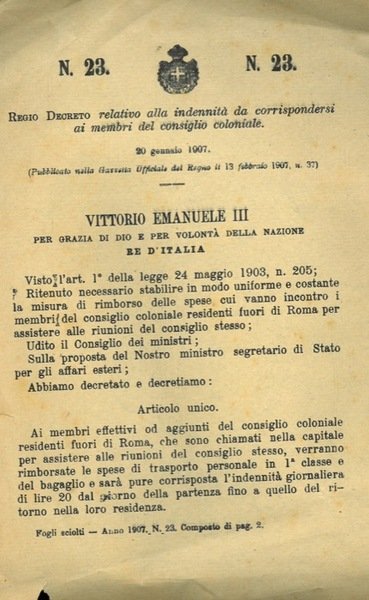 N. 23. N. 23.
REGIO DECRETO relativo alla indennità da corrispondersi
ai membri del consiglio coloniale.
20 gennaio 1907.
(Pubblicato nella Gazzetta Ufficiale del Regno il 13 febbraio 1907, n. 37)
VITTORIO EMANUELE III
PER GRAZIA DI DIO E PER VOLONTÀ DELLA NAZIONE
RE D'ITALIA
Visto l'art. 1° della legge 24 maggio 1903, n. 205;
Ritenuto necessario stabilire in modo uniforme e costante
la misura di rimborso delle spese cui vanno incontro i
membri del consiglio coloniale residenti fuori di Roma per
assistere alle riunioni del consiglio stesso;
Udito il Consiglio dei ministri;
Sulla proposta del Nostro ministro segretario di Stato
per gli affari esteri;
Abbiamo decretato e decretiamo:
Articolo unico.
Ai membri effettivi od aggiunti del consiglio coloniale
residenti fuori di Roma, che sono chiamati nella capitale
per assistere alle riunioni del consiglio stesso, verranno
rimborsate le spese di trasporto personale in 1ª classe e
del bagaglio e sarà pure corrisposta l'indennità giornaliera
di lire 20 dal giorno della partenza fino a quello del ri-
torno nella loro residenza.
Fogli sciolti — ANNO 1907. N. 23. Composto di pag. 2.